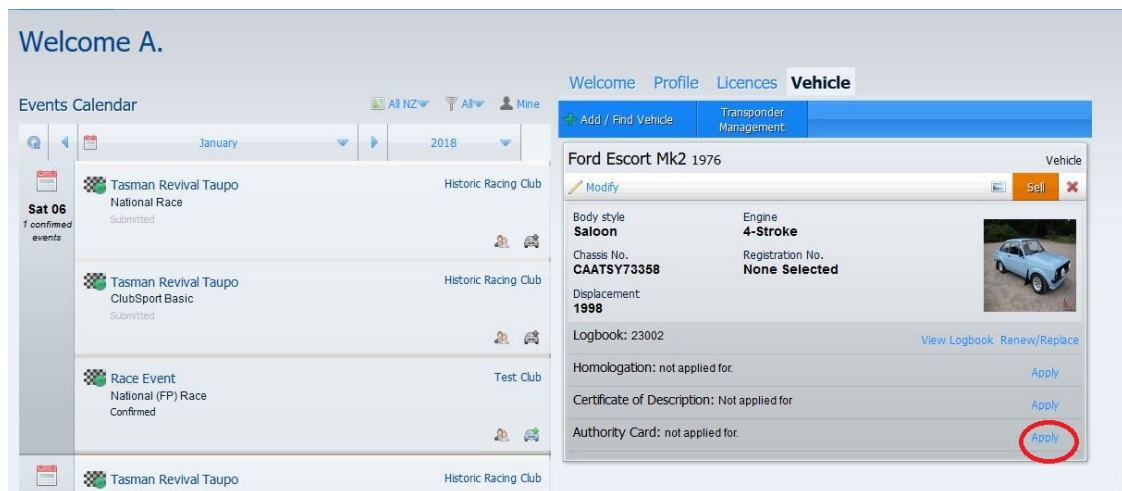 Welcome A.
Welcome Profile Licences Vehicle
Events Calendar
All NZ All Mine
January 2018
Sat 06
1 confirmed
events
Tasman Revival Taupo Historic Racing Club
National Race
Submitted
Tasman Revival Taupo Historic Racing Club
ClubSport Basic
Submitted
Race Event Test Club
National (FP) Race
Confirmed
Tasman Revival Taupo Historic Racing Club
Add / Find Vehicle
Transponder
Management
Ford Escort Mk2 1976 Vehicle
Modify Sell
Body style Engine
Saloon 4-Stroke
Chassis No. Registration No.
CAATSY73358 None Selected
Displacement
1998
Logbook: 23002 View Logbook Renew/Replace
Homologation: not applied for. Apply
Certificate of Description: Not applied for Apply
Authority Card: not applied for. Apply